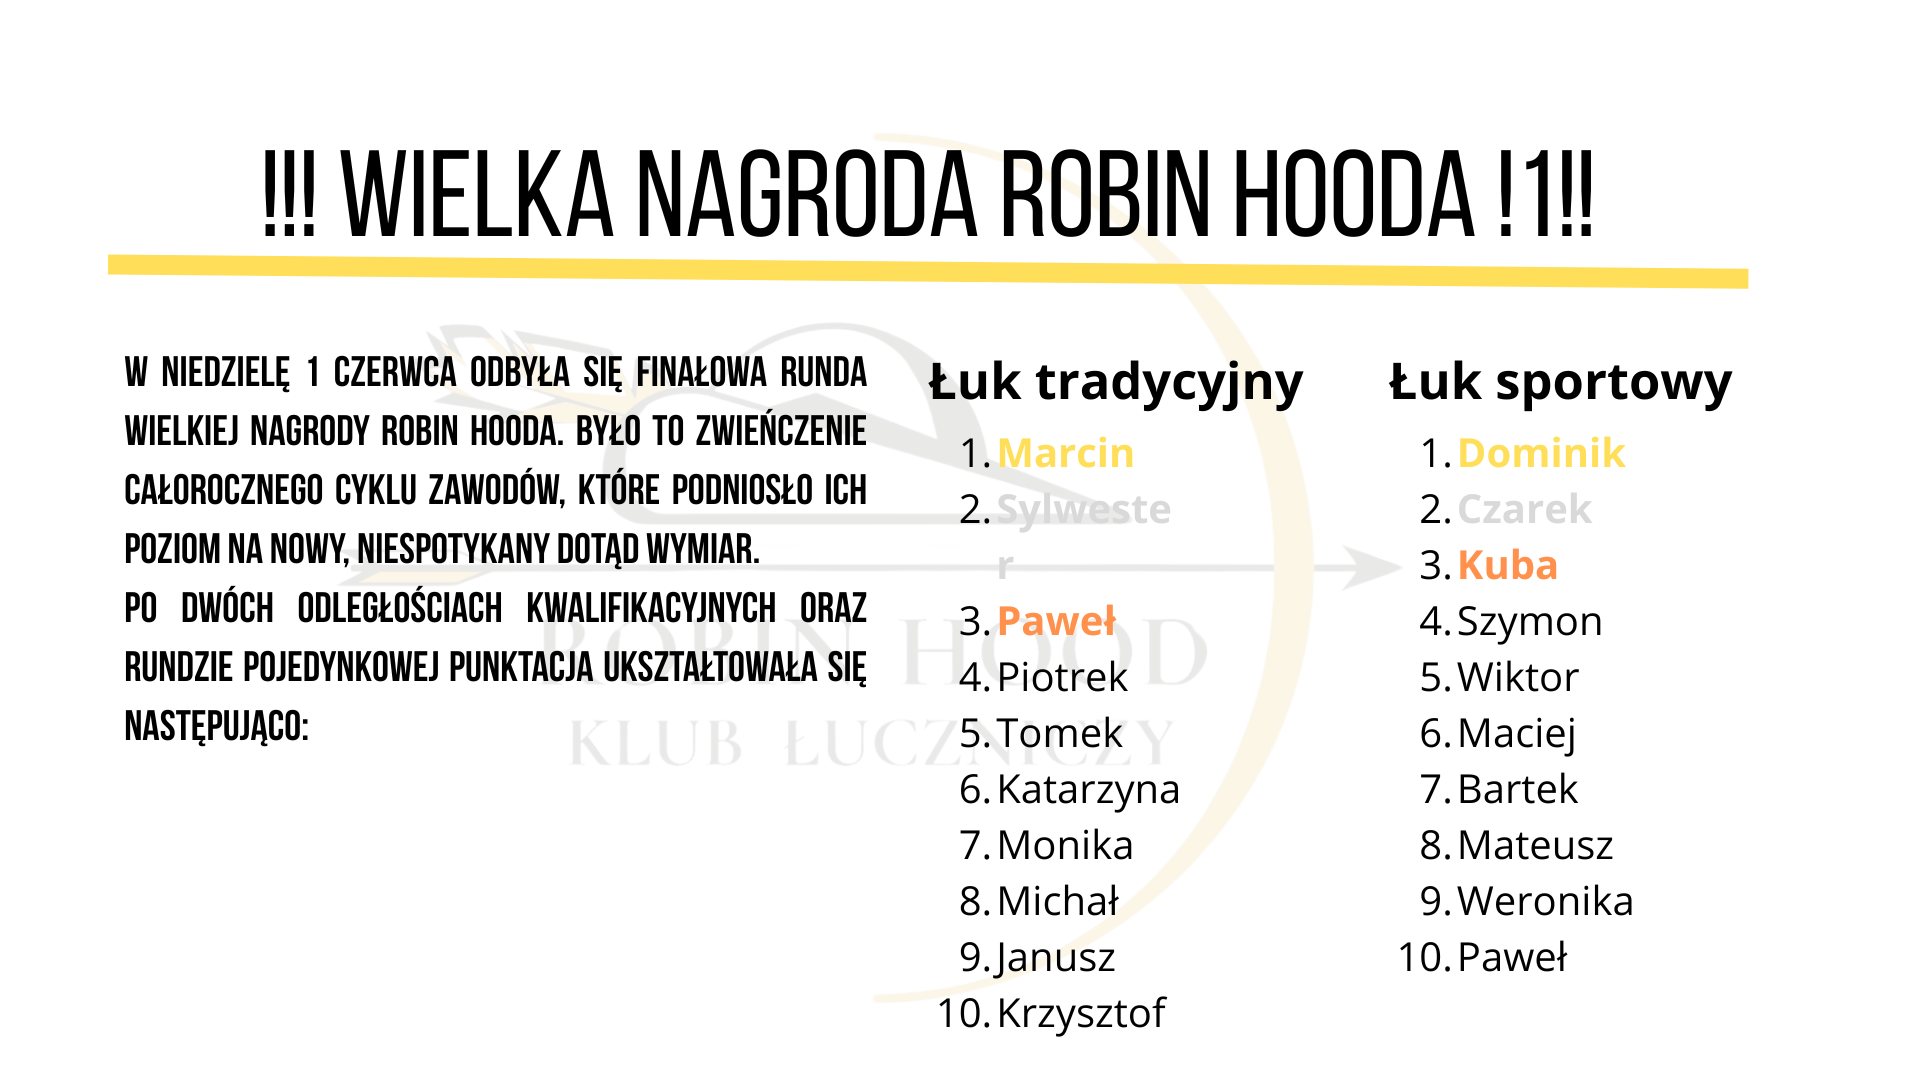 !!! WIELKA NAGRODA ROBIN HOODA !1!!
W NIEDZIELĘ 1 CZERWCA ODBYŁA SIĘ FINAŁOWA RUNDA
WIELKIEJ NAGRODY ROBIN HOODA. BYŁO TO ZWIEŃCZENIE
CAŁOROCZNEGO CYKLU ZAWODÓW, KTÓRE PODNIOSŁO ICH
POZIOM NA NOWY, NIESPOTYKANY DOTĄD WYMIAR.
PO DWÓCH ODLEGŁOŚCIACH KWALIFIKACYJNYCH ORAZ
RUNDZIE POJEDYNKOWEJ PUNKTACJA UKSZTAŁTOWAŁA SIĘ
NASTĘPUJĄCO:
Łuk tradycyjny
1. Marcin
2. Sylweste
r
3. Paweł
4. Piotrek
5. Tomek
6. Katarzyna
7. Monika
8. Michał
9. Janusz
10. Krzysztof
Łuk sportowy
1. Dominik
2. Czarek
3. Kuba
4. Szymon
5. Wiktor
6. Maciej
7. Bartek
8. Mateusz
9. Weronika
10. Paweł
ROBIN HOOD
KLUB ŁUCZNICZY